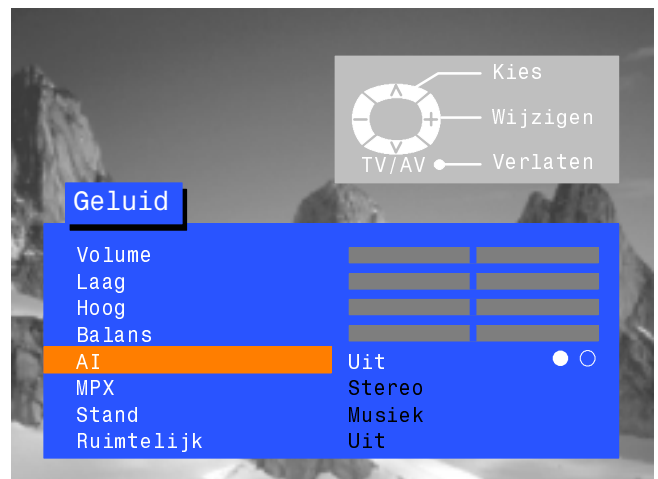 Kies
Wijzigen
TV/AV Verlaten
Geluid
Volume
Laag
Hoog
Balans
AI Uit
MPX Stereo
Stand Musiek
Ruimtelijk Uit